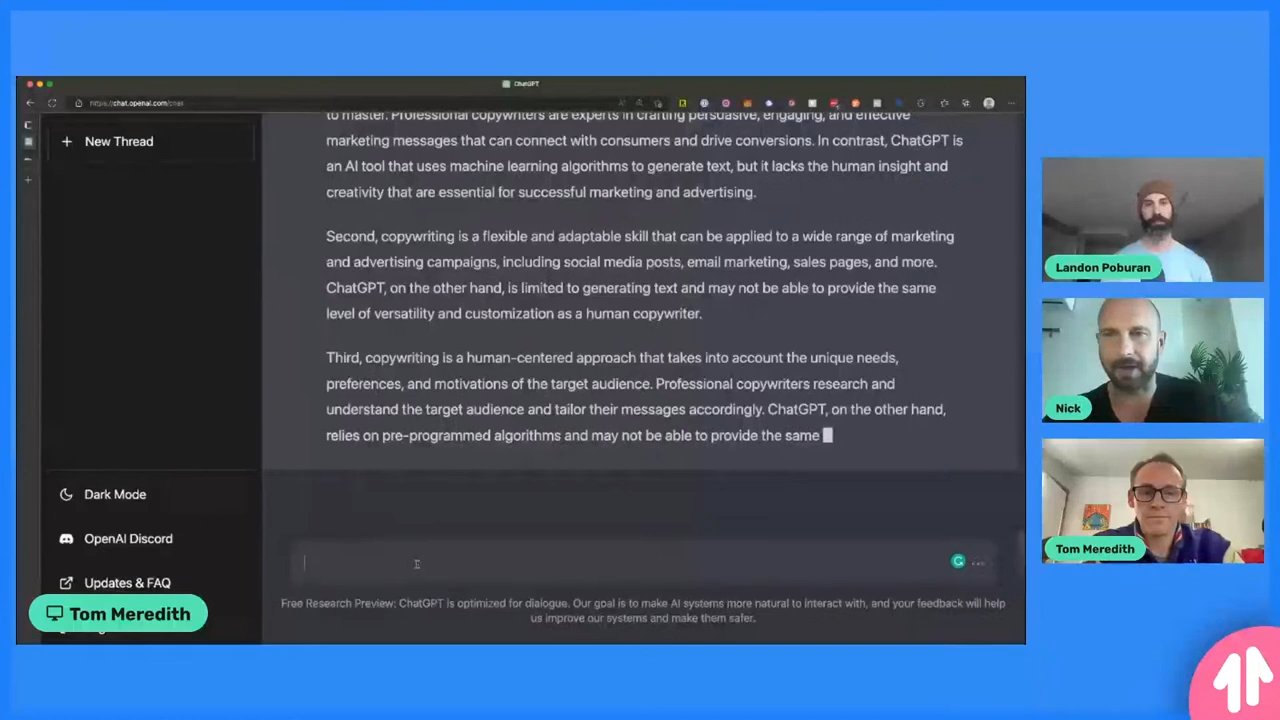 ChatGPT
https://chat.openai.com/chat
New Thread
to master. Professional copywriters are experts in crafting persuasive, engaging, and effective
marketing messages that can connect with consumers and drive conversions. In contrast, ChatGPT is
an AI tool that uses machine learning algorithms to generate text, but it lacks the human insight and
creativity that are essential for successful marketing and advertising.
Second, copywriting is a flexible and adaptable skill that can be applied to a wide range of marketing
and advertising campaigns, including social media posts, email marketing, sales pages, and more.
ChatGPT, on the other hand, is limited to generating text and may not be able to provide the same
level of versatility and customization as a human copywriter.
Third, copywriting is a human-centered approach that takes into account the unique needs,
preferences, and motivations of the target audience. Professional copywriters research and
understand the target audience and tailor their messages accordingly. ChatGPT, on the other hand,
relies on pre-programmed algorithms and may not be able to provide the same
Dark Mode
OpenAI Discord
Updates & FAQ
Tom Meredith
Free Research Preview: ChatGPT is optimized for dialogue. Our goal is to make AI systems more natural to interact with, and your feedback will help
us improve our systems and make them safer.
Landon Poburan
Nick
Tom Meredith